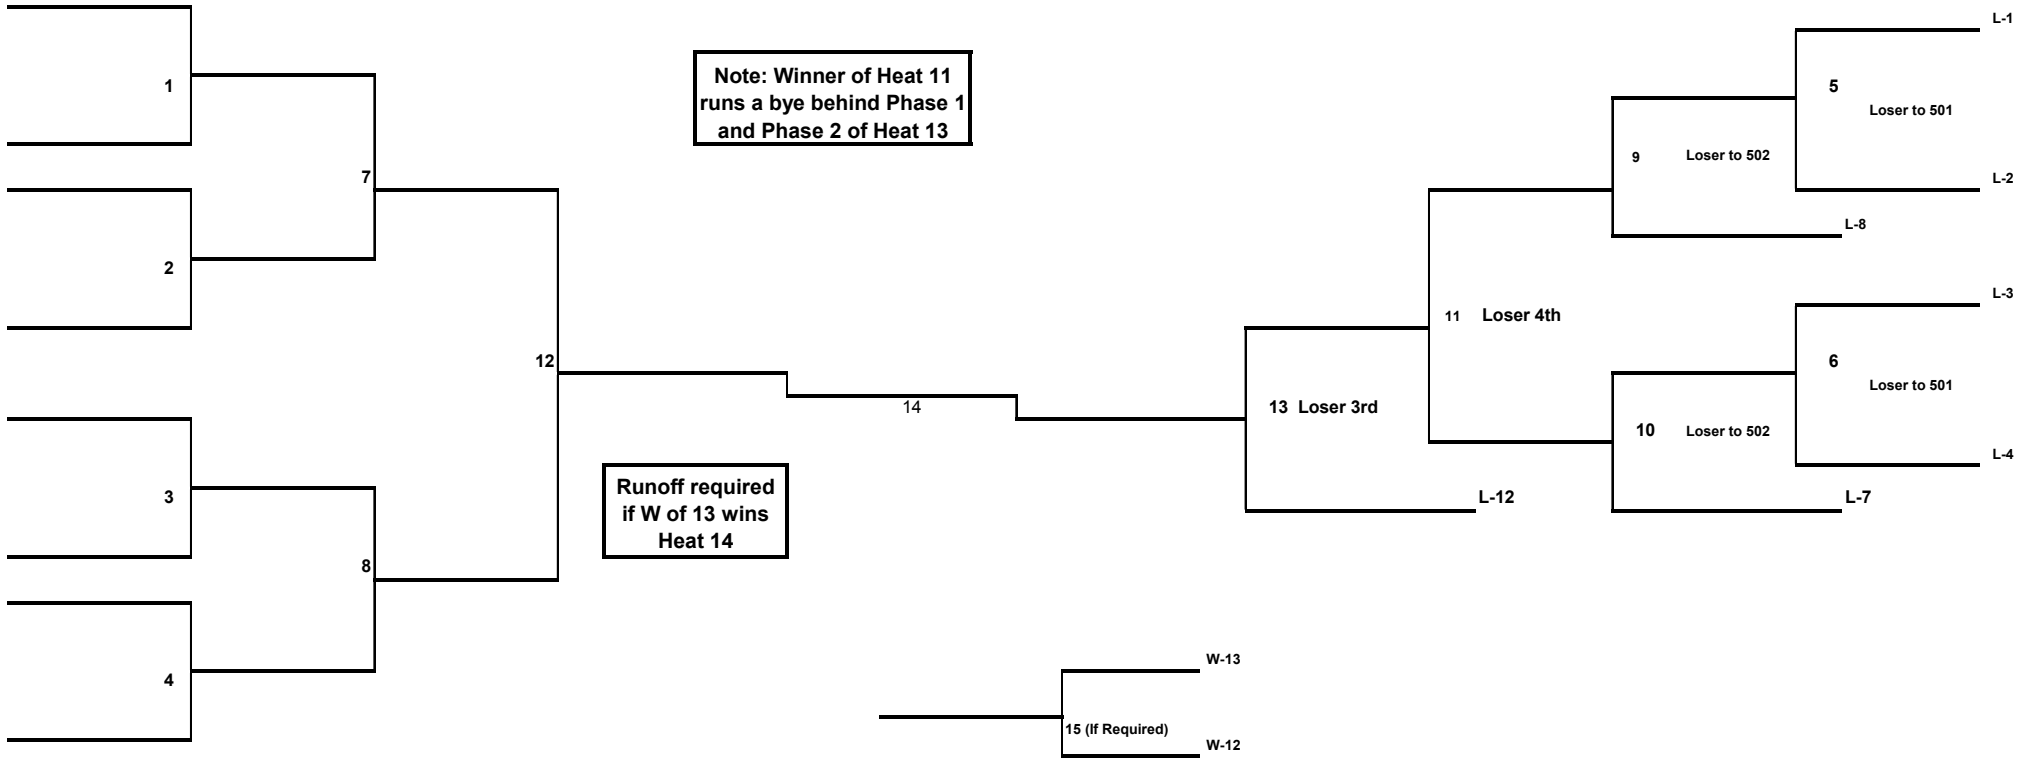 L-1
Note: Winner of Heat 11
runs a bye behind Phase 1
and Phase 2 of Heat 13
1
5
Loser to 501
9
Loser to 502
7
L-2
L-8
2
L-3
11 Loser 4th
12
6
Loser to 501
14
13 Loser 3rd
10
Loser to 502
L-4
Runoff required
if W of 13 wins
Heat 14
3
L-12
L-7
8
W-13
4
15 (If Required)
W-12